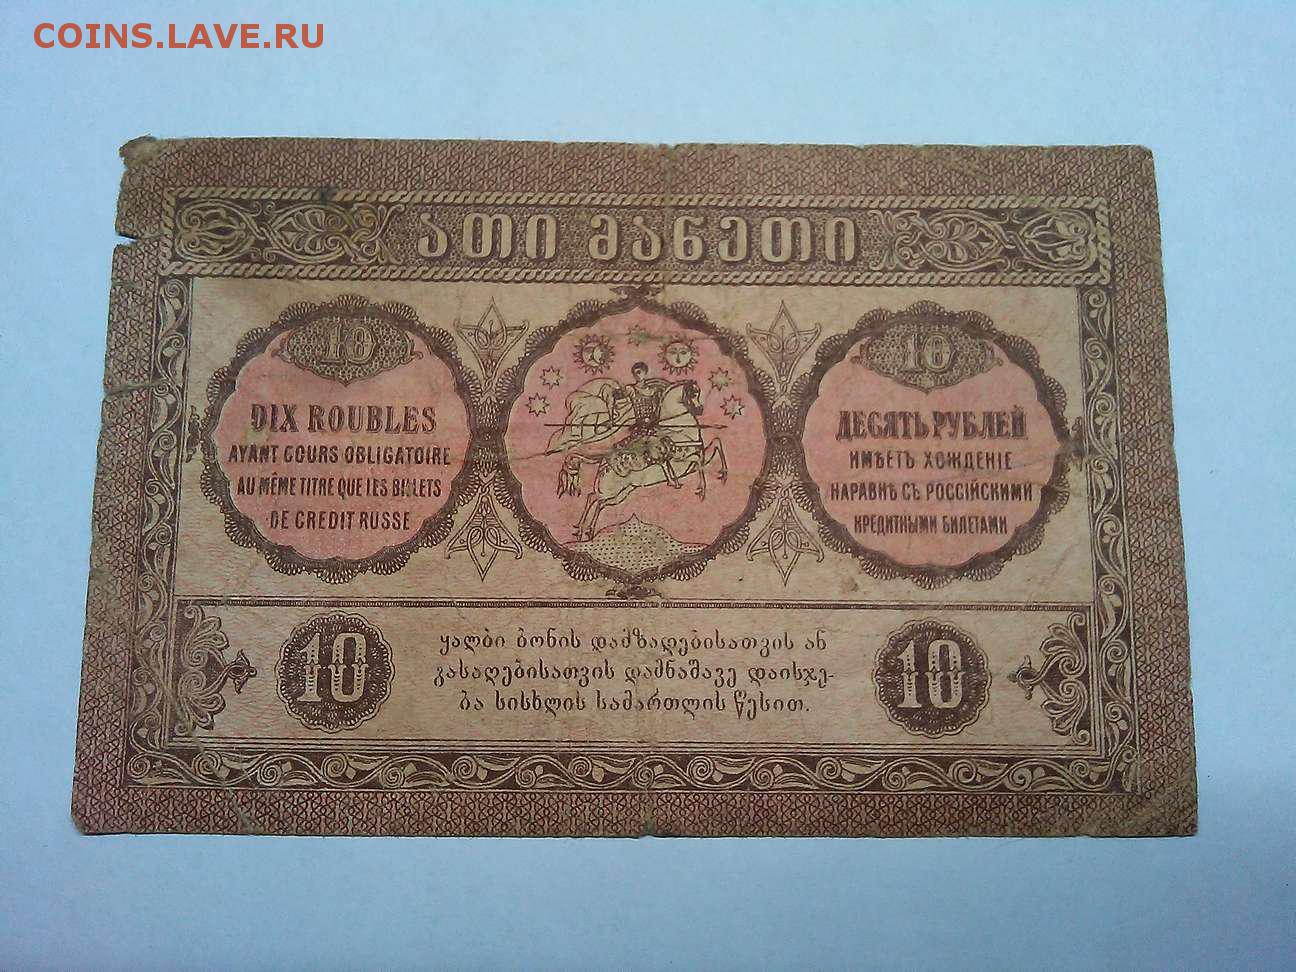 COINS.LAVE.RU
ათი მანეთი
10
DIX ROUBLES
AYANT COURS OBLIGATOIRE
AU MÊME TITRE QUE LES BILLETS
DE CREDIT RUSSE
10
ДЕСЯТЬ РУБЛЕЙ
ИМѢЕТЪ ХОЖДЕНІЕ
НАРАВНѢ СЪ РОССІЙСКИМИ
КРЕДИТНЫМИ БИЛЕТАМИ
10
ყალბი ბონის დამზადებისათვის ან
გასაღებისათვის დამნაშავე დაისჯე-
ბა სისხლის სამართლის წესით.
10